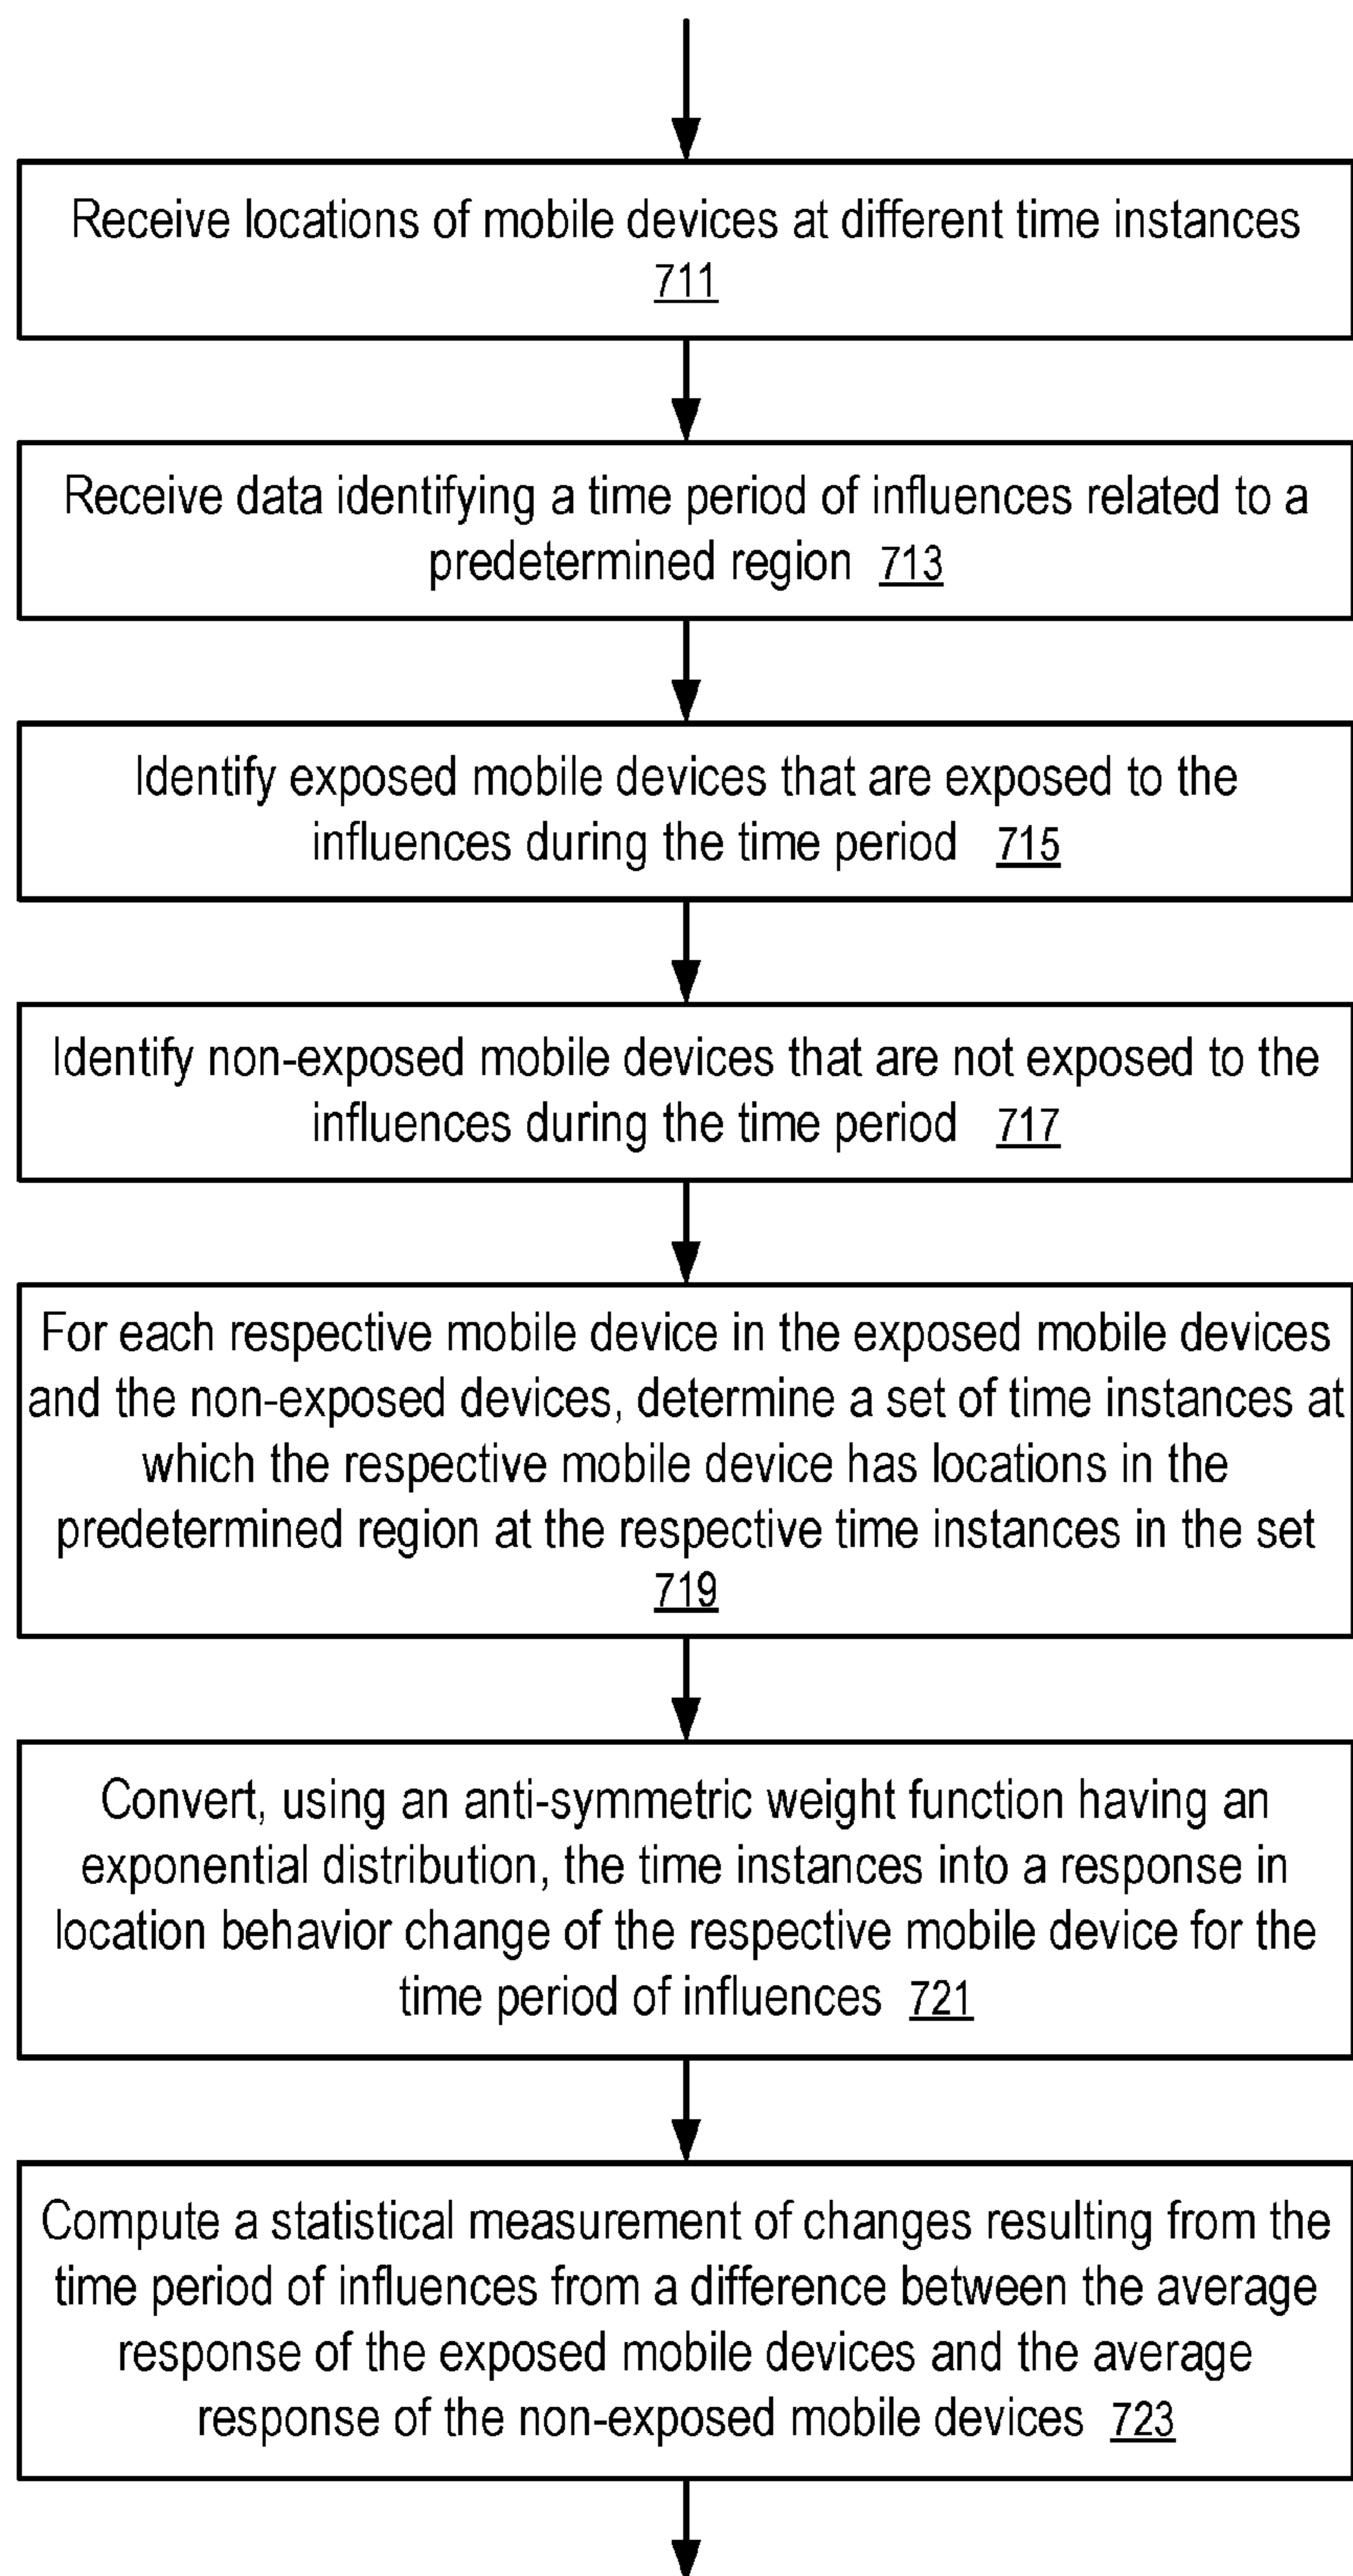 Receive locations of mobile devices at different time instances
711
Receive data identifying a time period of influences related to a
predetermined region 713
Identify exposed mobile devices that are exposed to the
influences during the time period 715
Identify non-exposed mobile devices that are not exposed to the
influences during the time period 717
For each respective mobile device in the exposed mobile devices
and the non-exposed devices, determine a set of time instances at
which the respective mobile device has locations in the
predetermined region at the respective time instances in the set
719
Convert, using an anti-symmetric weight function having an
exponential distribution, the time instances into a response in
location behavior change of the respective mobile device for the
time period of influences 721
Compute a statistical measurement of changes resulting from the
time period of influences from a difference between the average
response of the exposed mobile devices and the average
response of the non-exposed mobile devices 723